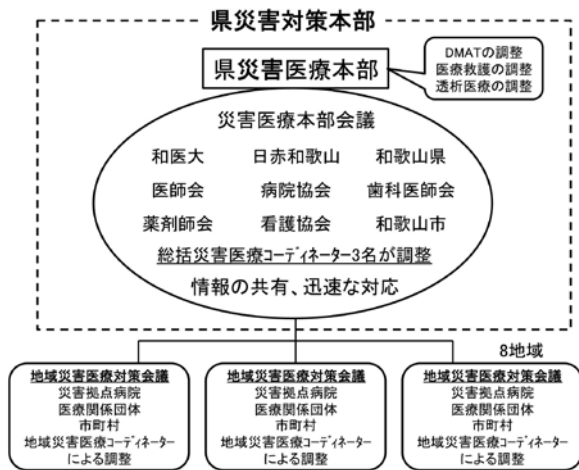 県災害対策本部
県災害医療本部
DMATの調整
医療救護の調整
透析医療の調整
災害医療本部会議
和医大 日赤和歌山 和歌山県
医師会 病院協会 歯科医師会
薬剤師会 看護協会 和歌山市
総括災害医療ｺｰﾃﾞｨﾈｰﾀｰ3名が調整
情報の共有、迅速な対応
8地域
地域災害医療対策会議
災害拠点病院
医療関係団体
市町村
地域災害医療ｺｰﾃﾞｨﾈｰﾀｰ
による調整
地域災害医療対策会議
災害拠点病院
医療関係団体
市町村
地域災害医療ｺｰﾃﾞｨﾈｰﾀｰ
による調整
地域災害医療対策会議
災害拠点病院
医療関係団体
市町村
地域災害医療ｺｰﾃﾞｨﾈｰﾀｰ
による調整